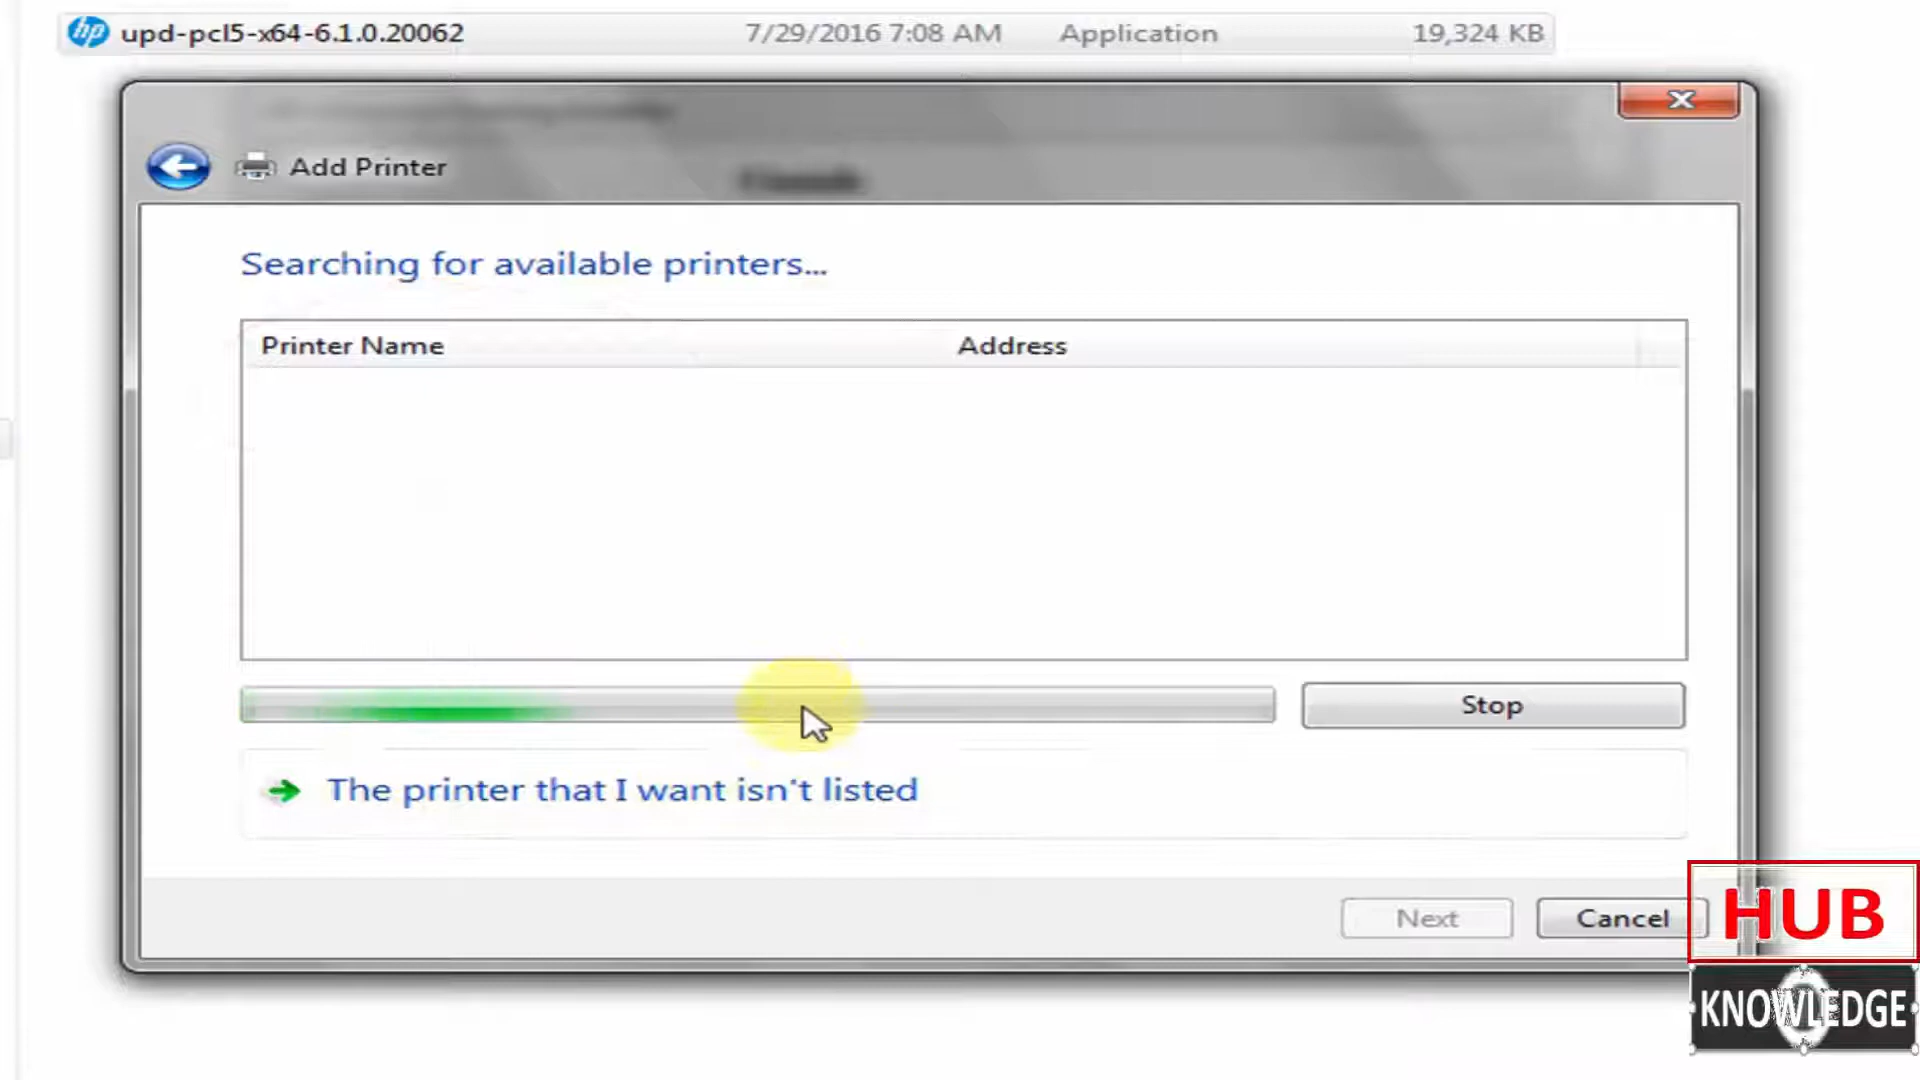 hp upd-pcl5-x64-6.1.0.20062 7/29/2016 7:08 AM Application 19,324 KB
Add Printer
Searching for available printers...
Printer Name Address
Stop
The printer that I want isn't listed
Next Cancel
HUB
KNOWLEDGE